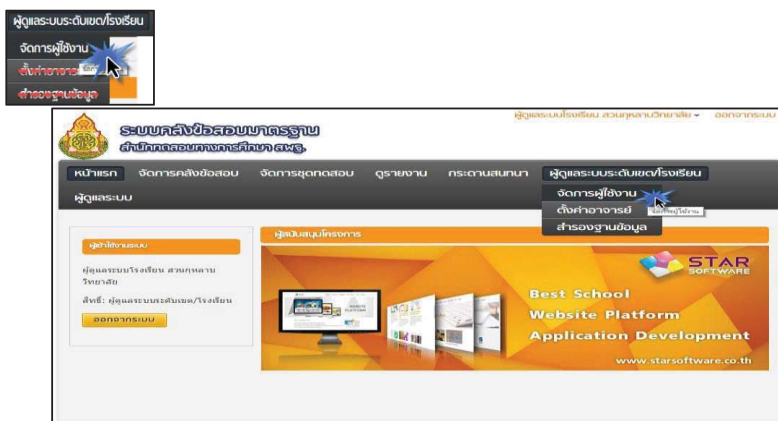 ผู้ดูแลระบบระดับเขต/โรงเรียน
จัดการผู้ใช้งาน
ตั้งค่าอาจารย์
สำรองฐานข้อมูล
ผู้ดูแลระบบโรงเรียน สวนกุหลาบวิทยาลัย
ออกจากระบบ
ระบบคลังข้อสอบมาตรฐาน
สำนักทดสอบทางการศึกษา สพฐ.
หน้าแรก จัดการคลังข้อสอบ จัดการชุดทดสอบ ดูรายงาน กระดานสนทนา ผู้ดูแลระบบระดับเขต/โรงเรียน
ผู้ดูแลระบบ
จัดการผู้ใช้งาน
จัดการผู้ใช้งาน
ตั้งค่าอาจารย์
สำรองฐานข้อมูล
ผู้เข้าใช้งานระบบ
ผู้ดูแลระบบโรงเรียน สวนกุหลาบ
วิทยาลัย
สิทธิ์: ผู้ดูแลระบบระดับเขต/โรงเรียน
ออกจากระบบ
ผู้สนับสนุนโครงการ
STAR
SOFTWARE
Best School
Website Platform
Application Development
www.starsoftware.co.th